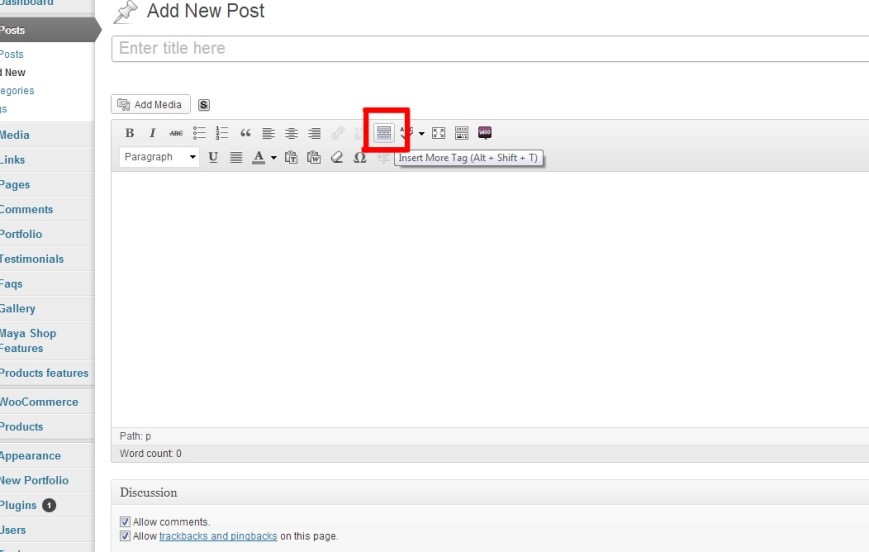 Dashboard
Add New Post
Posts
Enter title here
Posts
d New
egories
gs
Add Media
S
Media
B I ABC
ABC
Links
Paragraph
U
A
T
W
Ω
Insert More Tag (Alt + Shift + T)
Pages
Comments
Portfolio
Testimonials
Faqs
Gallery
Maya Shop
Features
Products features
WooCommerce
Products
Path: p
Word count: 0
Appearance
New Portfolio
Discussion
Plugins 1
Allow comments.
Users
Allow trackbacks and pingbacks on this page.